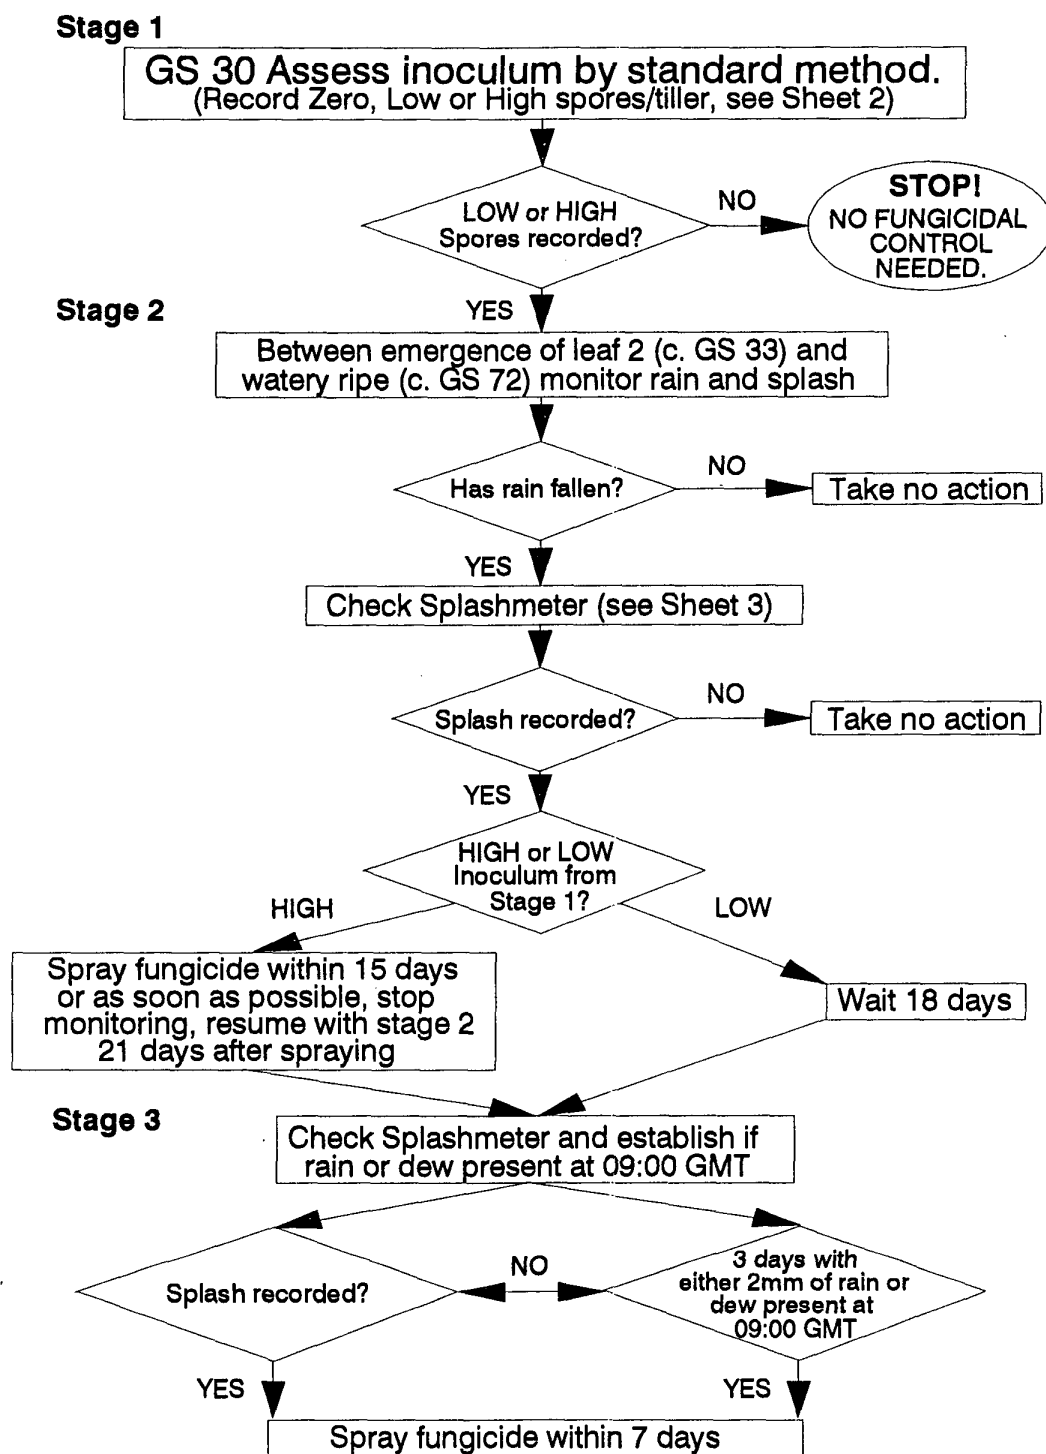 Stage 1
GS 30 Assess inoculum by standard method.
(Record Zero, Low or High spores/tiller, see Sheet 2)
LOW or HIGH
Spores recorded?
NO
STOP!
NO FUNGICIDAL
CONTROL
NEEDED.
YES
Stage 2
Between emergence of leaf 2 (c. GS 33) and
watery ripe (c. GS 72) monitor rain and splash
Has rain fallen?
NO
Take no action
YES
Check Splashmeter (see Sheet 3)
Splash recorded?
NO
Take no action
YES
HIGH or LOW
Inoculum from
Stage 1?
HIGH
LOW
Spray fungicide within 15 days
or as soon as possible, stop
monitoring, resume with stage 2
21 days after spraying
Wait 18 days
Stage 3
Check Splashmeter and establish if
rain or dew present at 09:00 GMT
Splash recorded?
NO
3 days with
either 2mm of rain or
dew present at
09:00 GMT
YES
YES
Spray fungicide within 7 days